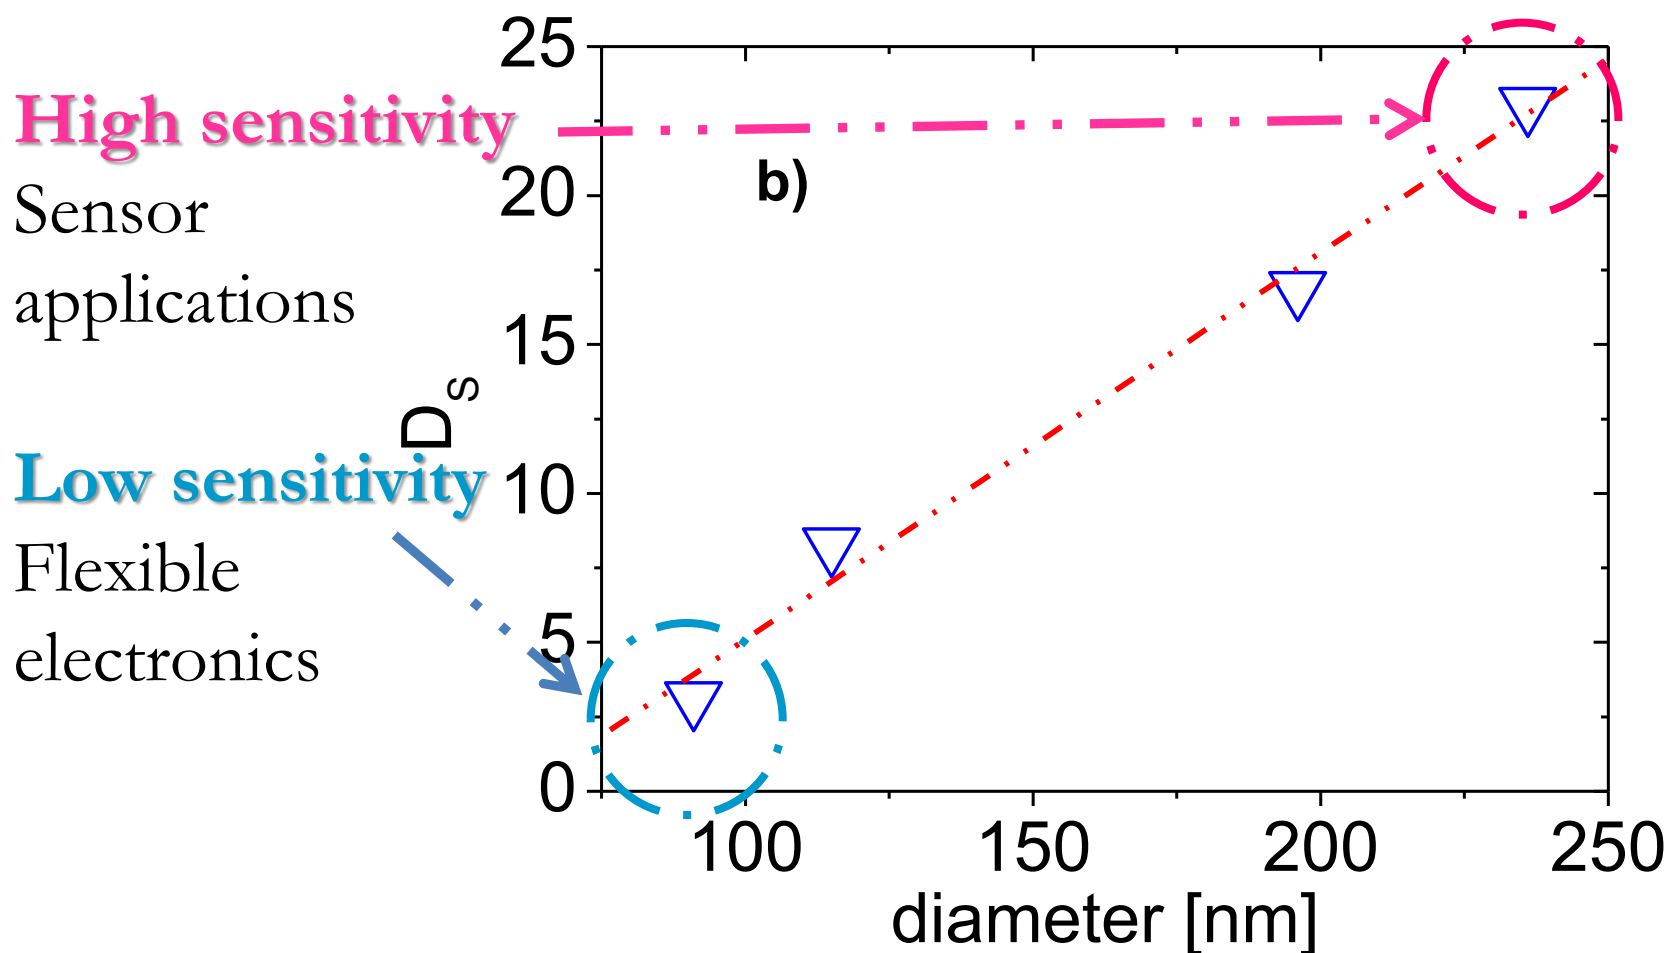 High sensitivity
Sensor
applications
Low sensitivity
Flexible
electronics
b)
D_S
25
20
15
10
5
0
100 150 200 250
diameter [nm]